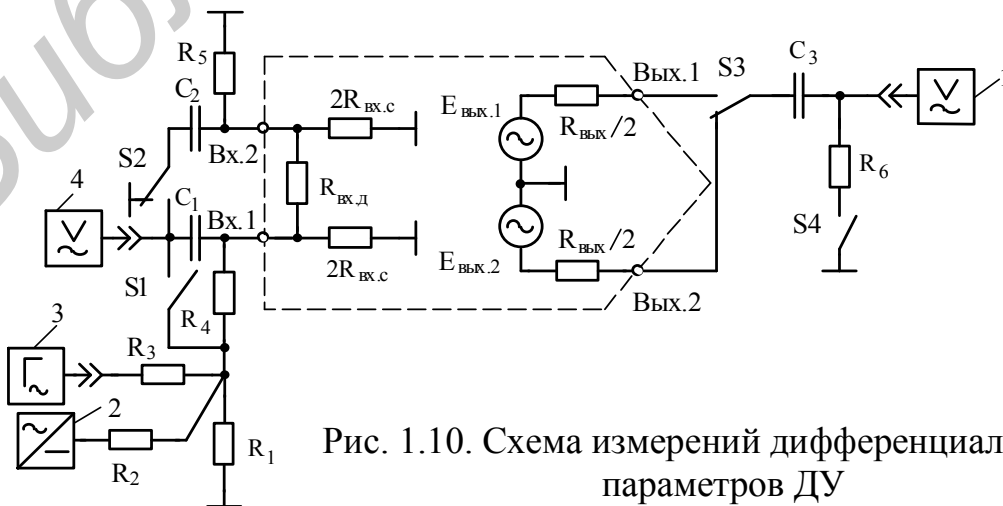 R5
C2
S2
Вх.2
2Rвх.с
Rвх.д
4
C1
Вх.1
2Rвх.с
S1
R4
3
R3
2
R2
R1
Eвых.1
Rвых/2
Вых.1
S3
C3
1
R6
S4
Eвых.2
Rвых/2
Вых.2
Рис. 1.10. Схема измерений дифференциал
параметров ДУ